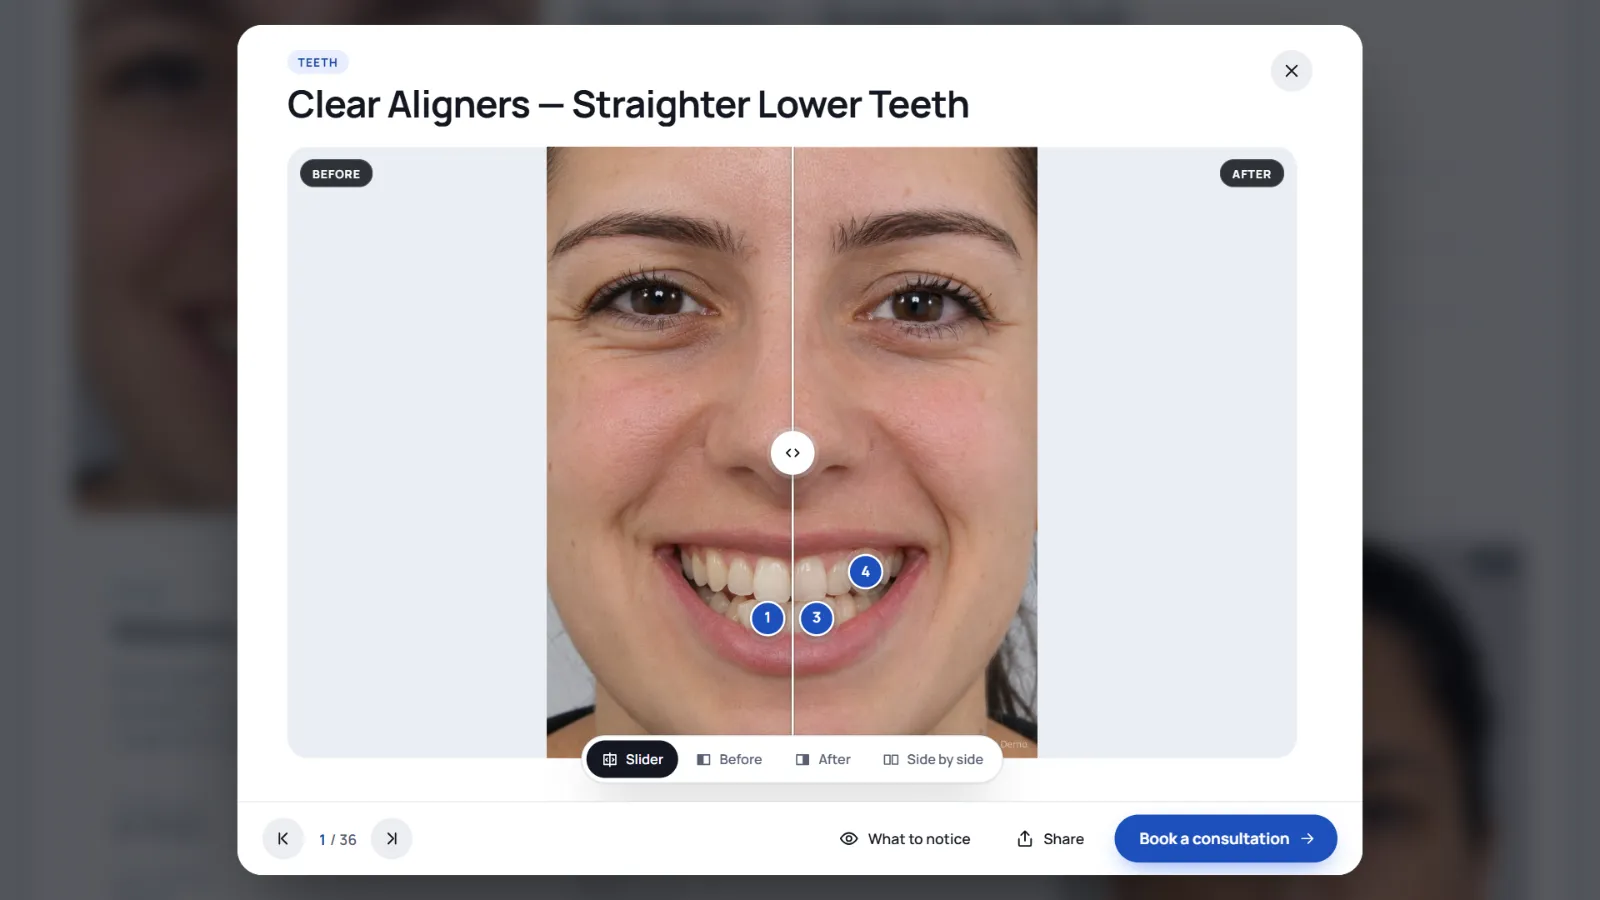 TEETH
Clear Aligners — Straighter Lower Teeth
BEFORE
AFTER
4
1
3
Demo
Slider
Before
After
Side by side
1 / 36
What to notice
Share
Book a consultation